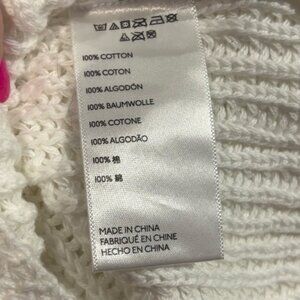 100% COTTON
100% COTON
100% ALGODÓN
100% BAUMWOLLE
100% COTONE
100% ALGODÃO
100% 棉
100% 綿
MADE IN CHINA
FABRIQUÉ EN CHINE
HECHO EN CHINA